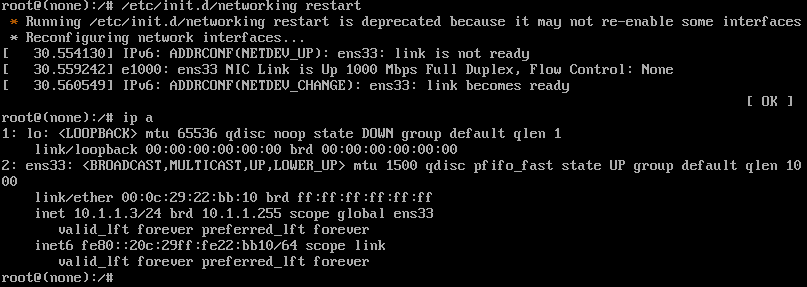 root@(none):/# /etc/init.d/networking restart
* Running /etc/init.d/networking restart is deprecated because it may not re-enable some interfaces
* Reconfiguring network interfaces...
[   30.554130] IPv6: ADDRCONF(NETDEV_UP): ens33: link is not ready
[   30.559242] e1000: ens33 NIC Link is Up 1000 Mbps Full Duplex, Flow Control: None
[   30.560549] IPv6: ADDRCONF(NETDEV_CHANGE): ens33: link becomes ready
[ OK ]
root@(none):/# ip a
1: lo: <LOOPBACK> mtu 65536 qdisc noop state DOWN group default qlen 1
link/loopback 00:00:00:00:00:00 brd 00:00:00:00:00:00
2: ens33: <BROADCAST,MULTICAST,UP,LOWER_UP> mtu 1500 qdisc pfifo_fast state UP group default qlen 10
00
link/ether 00:0c:29:22:bb:10 brd ff:ff:ff:ff:ff:ff
inet 10.1.1.3/24 brd 10.1.1.255 scope global ens33
valid_lft forever preferred_lft forever
inet6 fe80::20c:29ff:fe22:bb10/64 scope link
valid_lft forever preferred_lft forever
root@(none):/#